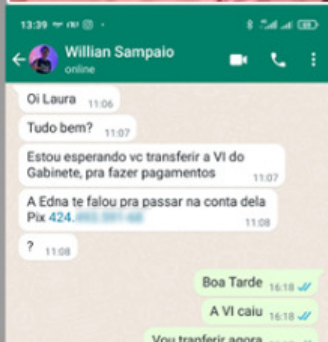 13:39
Willian Sampaio
online
Oi Laura 11:06
Tudo bem? 11:07
Estou esperando vc transferir a VI do
Gabinete, pra fazer pagamentos 11:07
A Edna te falou pra passar na conta dela
Pix 424. 11:08
? 11:08
Boa Tarde 16:18
A VI caiu 16:18
Vou tranferir agora